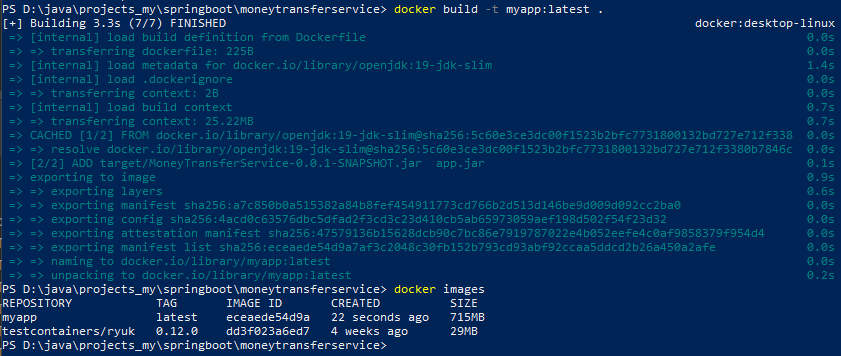 PS D:\java\projects_my\springboot\moneytransferservice> docker build -t myapp:latest .
[+] Building 3.3s (7/7) FINISHED docker:desktop-linux
=> [internal] load build definition from Dockerfile 0.0s
=> => transferring dockerfile: 225B 0.0s
=> [internal] load metadata for docker.io/library/openjdk:19-jdk-slim 1.4s
=> [internal] load .dockerignore 0.0s
=> => transferring context: 2B 0.0s
=> [internal] load build context 0.7s
=> => transferring context: 25.22MB 0.7s
=> CACHED [1/2] FROM docker.io/library/openjdk:19-jdk-slim@sha256:5c60e3ce3dc00f1523b2bfc7731800132bd727e712f338 0.0s
=> => resolve docker.io/library/openjdk:19-jdk-slim@sha256:5c60e3ce3dc00f1523b2bfc7731800132bd727e712f3380b7846c 0.0s
=> [2/2] ADD target/MoneyTransferService-0.0.1-SNAPSHOT.jar app.jar 0.1s
=> exporting to image 0.9s
=> => exporting layers 0.6s
=> => exporting manifest sha256:a7c850b0a515382a84b8fef454911773cd766b2d513d146be9d009d092cc2ba0 0.0s
=> => exporting config sha256:4acd0c63576dbc5dfad2f3cd3c23d410cb5ab65973059aef198d502f54f23d32 0.0s
=> => exporting attestation manifest sha256:47579136b15628dcb90c7bc86e7919787022e4b052eefe4c0af9858379f954d4 0.0s
=> => exporting manifest list sha256:eceaede54d9a7af3c2048c30fb152b793cd93abf92ccaa5ddcd2b26a450a2afe 0.0s
=> => naming to docker.io/library/myapp:latest 0.0s
=> => unpacking to docker.io/library/myapp:latest 0.2s
PS D:\java\projects_my\springboot\moneytransferservice> docker images
REPOSITORY TAG IMAGE ID CREATED SIZE
myapp latest eceaede54d9a 22 seconds ago 715MB
testcontainers/ryuk 0.12.0 dd3f023a6ed7 4 weeks ago 29MB
PS D:\java\projects_my\springboot\moneytransferservice>